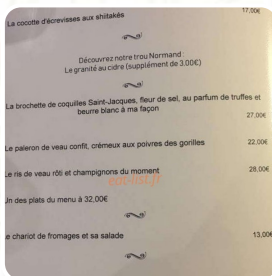 La cocotte d'écrevisses aux shiitakés 17,00€
Découvrez notre trou Normand :
Le granité au cidre (supplément de 3.00€)
La brochette de coquilles Saint-Jacques, fleur de sel, au parfum de truffes et
beurre blanc à ma façon
27,00€
Le paleron de veau confit, crémeux aux poivres des gorilles 22,00€
Le ris de veau rôti et champignons du moment 28,00€
Un des plats du menu à 32,00€
Le chariot de fromages et sa salade 13,00€